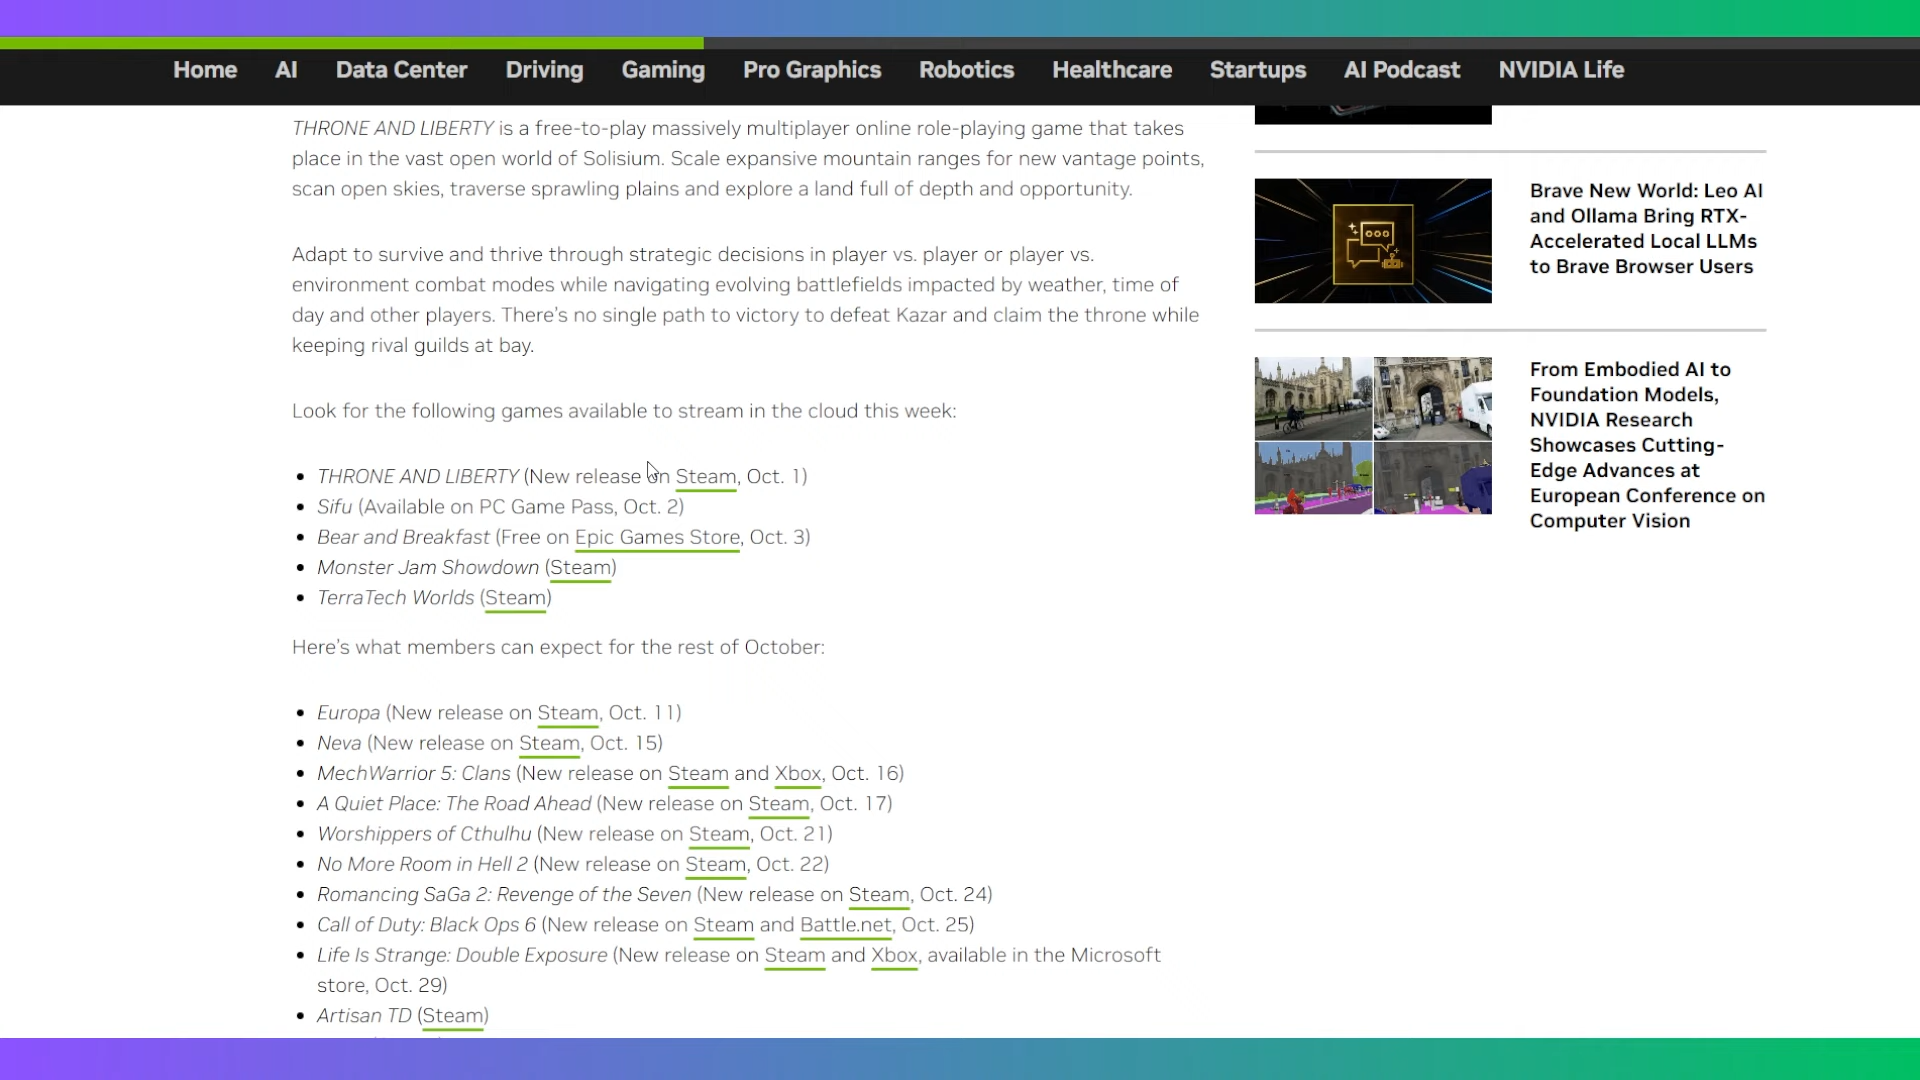 Home AI Data Center Driving Gaming Pro Graphics Robotics Healthcare Startups AI Podcast NVIDIA Life
THRONE AND LIBERTY is a free-to-play massively multiplayer online role-playing game that takes
place in the vast open world of Solisium. Scale expansive mountain ranges for new vantage points,
scan open skies, traverse sprawling plains and explore a land full of depth and opportunity.
Adapt to survive and thrive through strategic decisions in player vs. player or player vs.
environment combat modes while navigating evolving battlefields impacted by weather, time of
day and other players. There’s no single path to victory to defeat Kazar and claim the throne while
keeping rival guilds at bay.
Look for the following games available to stream in the cloud this week:
• THRONE AND LIBERTY (New release on Steam, Oct. 1)
• Sifu (Available on PC Game Pass, Oct. 2)
• Bear and Breakfast (Free on Epic Games Store, Oct. 3)
• Monster Jam Showdown (Steam)
• TerraTech Worlds (Steam)
Here’s what members can expect for the rest of October:
• Europa (New release on Steam, Oct. 11)
• Neva (New release on Steam, Oct. 15)
• MechWarrior 5: Clans (New release on Steam and Xbox, Oct. 16)
• A Quiet Place: The Road Ahead (New release on Steam, Oct. 17)
• Worshippers of Cthulhu (New release on Steam, Oct. 21)
• No More Room in Hell 2 (New release on Steam, Oct. 22)
• Romancing SaGa 2: Revenge of the Seven (New release on Steam, Oct. 24)
• Call of Duty: Black Ops 6 (New release on Steam and Battle.net, Oct. 25)
• Life Is Strange: Double Exposure (New release on Steam and Xbox, available in the Microsoft
store, Oct. 29)
• Artisan TD (Steam)
Brave New World: Leo AI
and Ollama Bring RTX-
Accelerated Local LLMs
to Brave Browser Users
From Embodied AI to
Foundation Models,
NVIDIA Research
Showcases Cutting-
Edge Advances at
European Conference on
Computer Vision